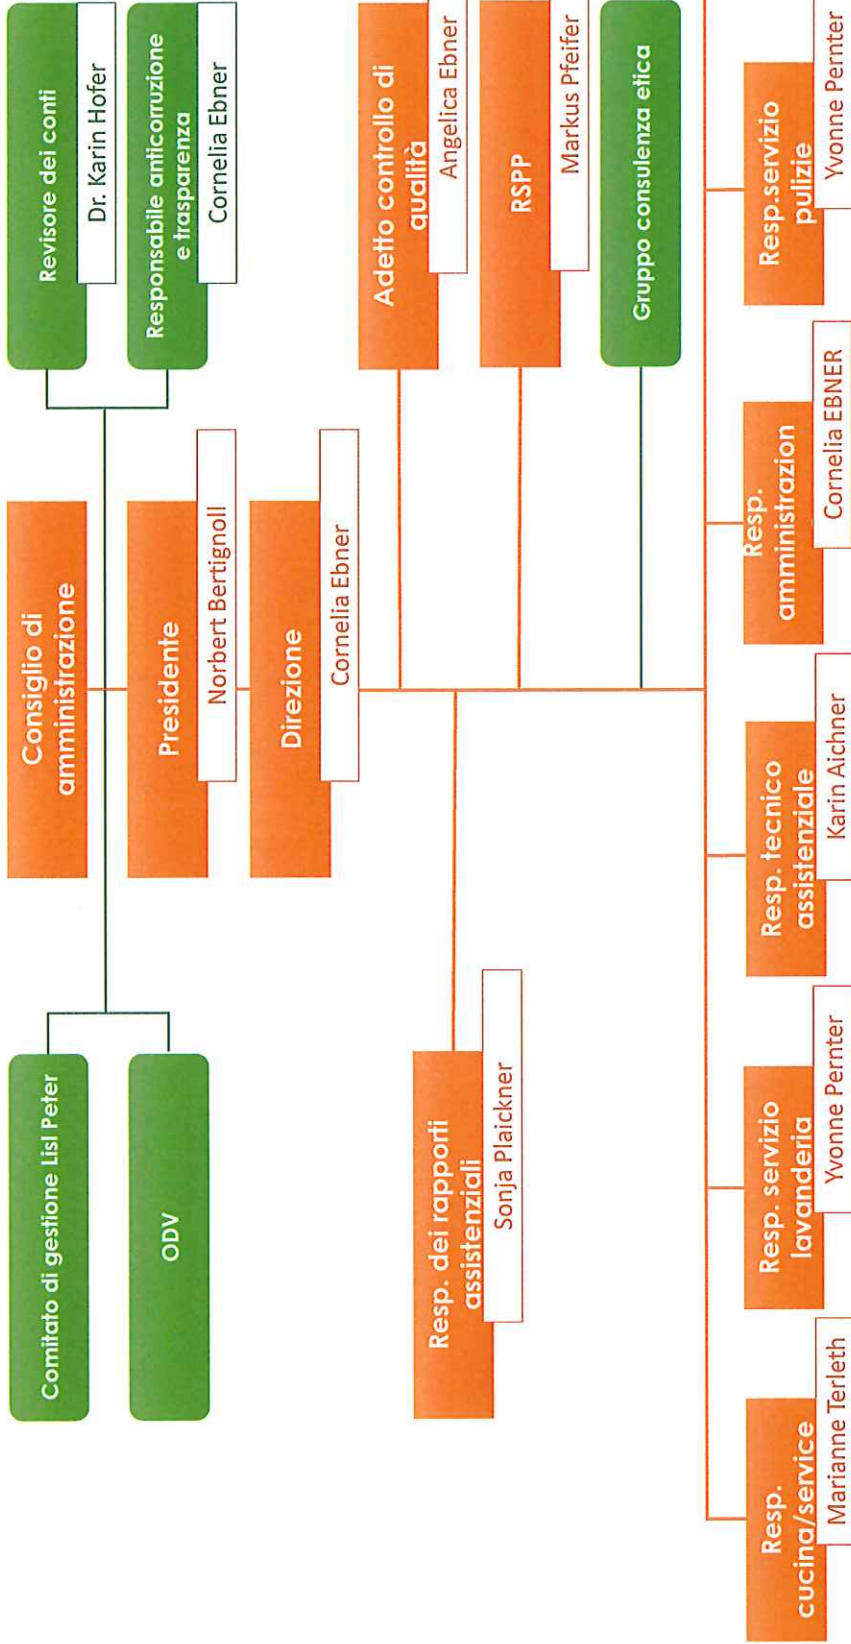 Comitato di gestione Lisl Peter
ODV
Consiglio di
amministrazione
Presidente
Norbert Bertignoll
Direzione
Cornelia Ebner
Revisore dei conti
Dr. Karin Hofer
Responsabile anticorruzione
e trasparenza
Cornelia Ebner
Resp. dei rapporti
assistenziali
Sonja Plaickner
Adetto controllo di
qualità
Angelica Ebner
RSPP
Markus Pfeifer
Gruppo consulenza etica
Resp.
cucina/service
Marianne Terleth
Resp. servizio
lavanderia
Yvonne Pernter
Resp. tecnico
assistenziale
Karin Aichner
Resp.
amministrazion
Cornelia EBNER
Resp.servizio
pulizie
Yvonne Pernter